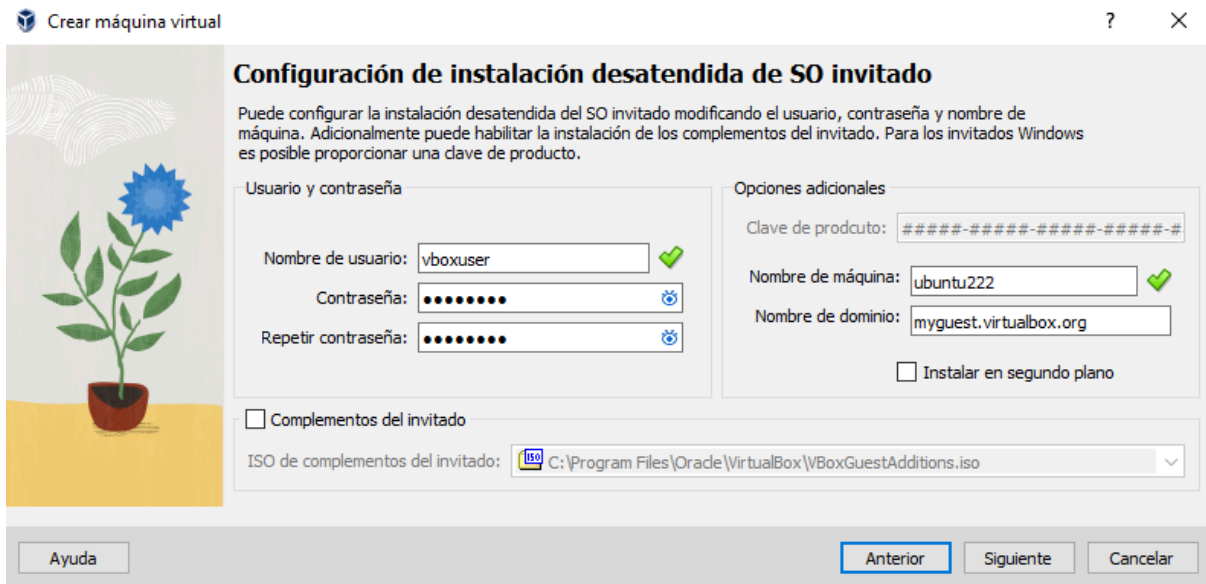 Crear máquina virtual
?
Configuración de instalación desatendida de SO invitado
Puede configurar la instalación desatendida del SO invitado modificando el usuario, contraseña y nombre de
máquina. Adicionalmente puede habilitar la instalación de los complementos del invitado. Para los invitados Windows
es posible proporcionar una clave de producto.
Usuario y contraseña
Nombre de usuario: vboxuser
Contraseña: ●●●●●●●●
Repetir contraseña: ●●●●●●●●
Opciones adicionales
Clave de prodcuto: #####-#####-#####-#####-#
Nombre de máquina: ubuntu222
Nombre de dominio: myguest.virtualbox.org
Instalar en segundo plano
Complementos del invitado
ISO de complementos del invitado: ISO C:\Program Files\Oracle\VirtualBox\VBoxGuestAdditions.iso
Ayuda
Anterior
Siguiente
Cancelar